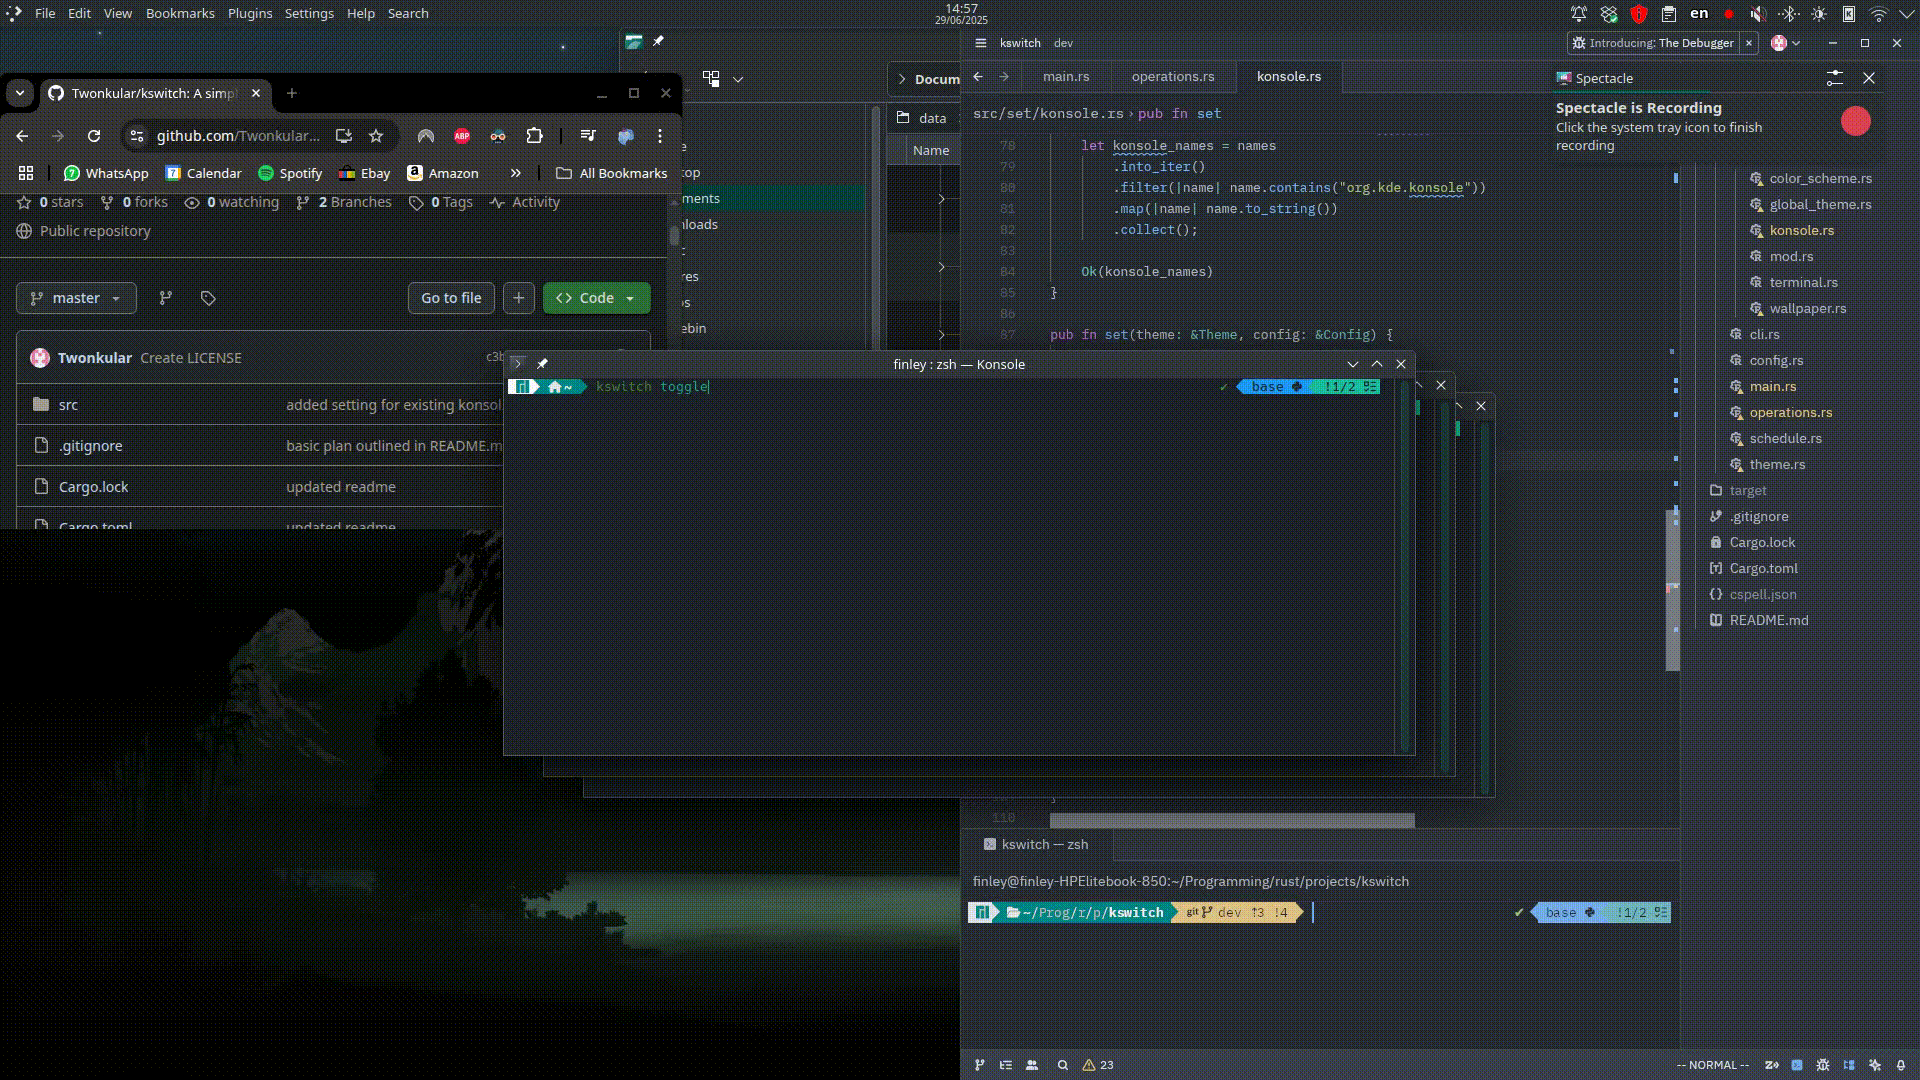 File Edit View Bookmarks Plugins Settings Help Search
14:57
29/06/2025
en
kswitch dev
Introducing: The Debugger
Twonkular/kswitch: A simp
github.com/Twonkular...
WhatsApp Calendar Spotify Ebay Amazon » All Bookmarks
0 stars 0 forks 0 watching 2 Branches 0 Tags Activity
Public repository
master
Go to file
Code
Twonkular Create LICENSE c3b
src added setting for existing konsol
.gitignore basic plan outlined in README.m
Cargo.lock updated readme
Cargo.toml updated readme
Docum
data
Name
e
top
ments
nloads
res
os
ebin
main.rs operations.rs konsole.rs
src/set/konsole.rs › pub fn set
78 let konsole_names = names
79 .into_iter()
80 .filter(|name| name.contains("org.kde.konsole"))
81 .map(|name| name.to_string())
82 .collect();
83
84 Ok(konsole_names)
85 }
86
87 pub fn set(theme: &Theme, config: &Config) {
110
Spectacle
Spectacle is Recording
Click the system tray icon to finish
recording
color_scheme.rs
global_theme.rs
konsole.rs
mod.rs
terminal.rs
wallpaper.rs
cli.rs
config.rs
main.rs
operations.rs
schedule.rs
theme.rs
target
.gitignore
Cargo.lock
Cargo.toml
cspell.json
README.md
finley : zsh — Konsole
~ kswitch toggle ✓ base !1/2
kswitch — zsh
finley@finley-HPElitebook-850:~/Programming/rust/projects/kswitch
~/Prog/r/p/kswitch git dev ⇡3 !4 ✓ base !1/2
23
-- NORMAL --